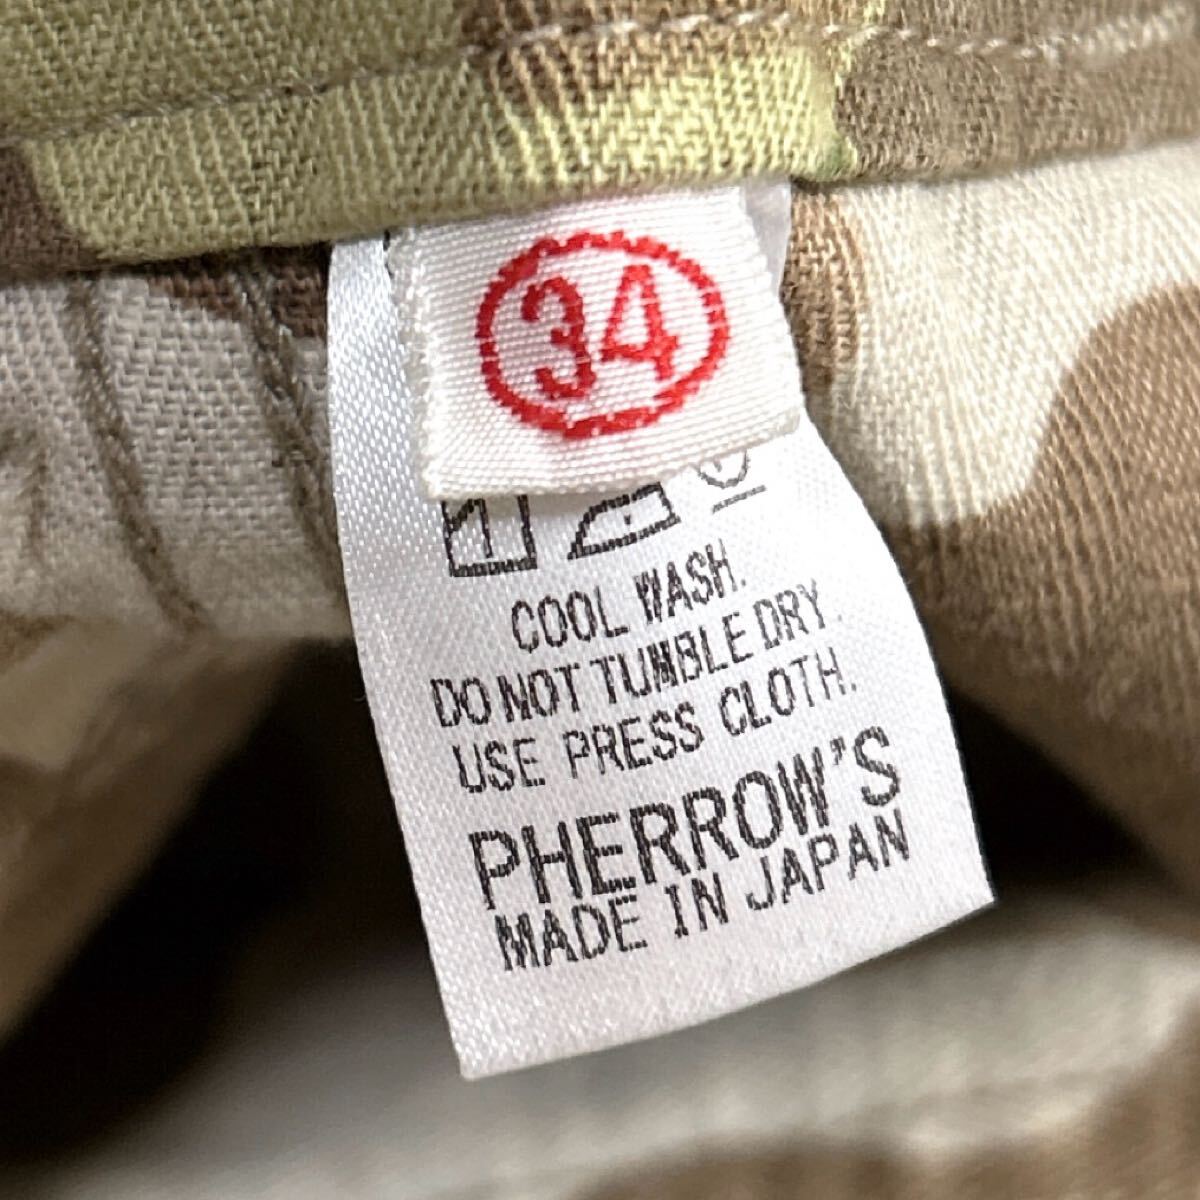 34
COOL WASH.
DO NOT TUMBLE DRY.
USE PRESS CLOTH.
PHERROW'S
MADE IN JAPAN